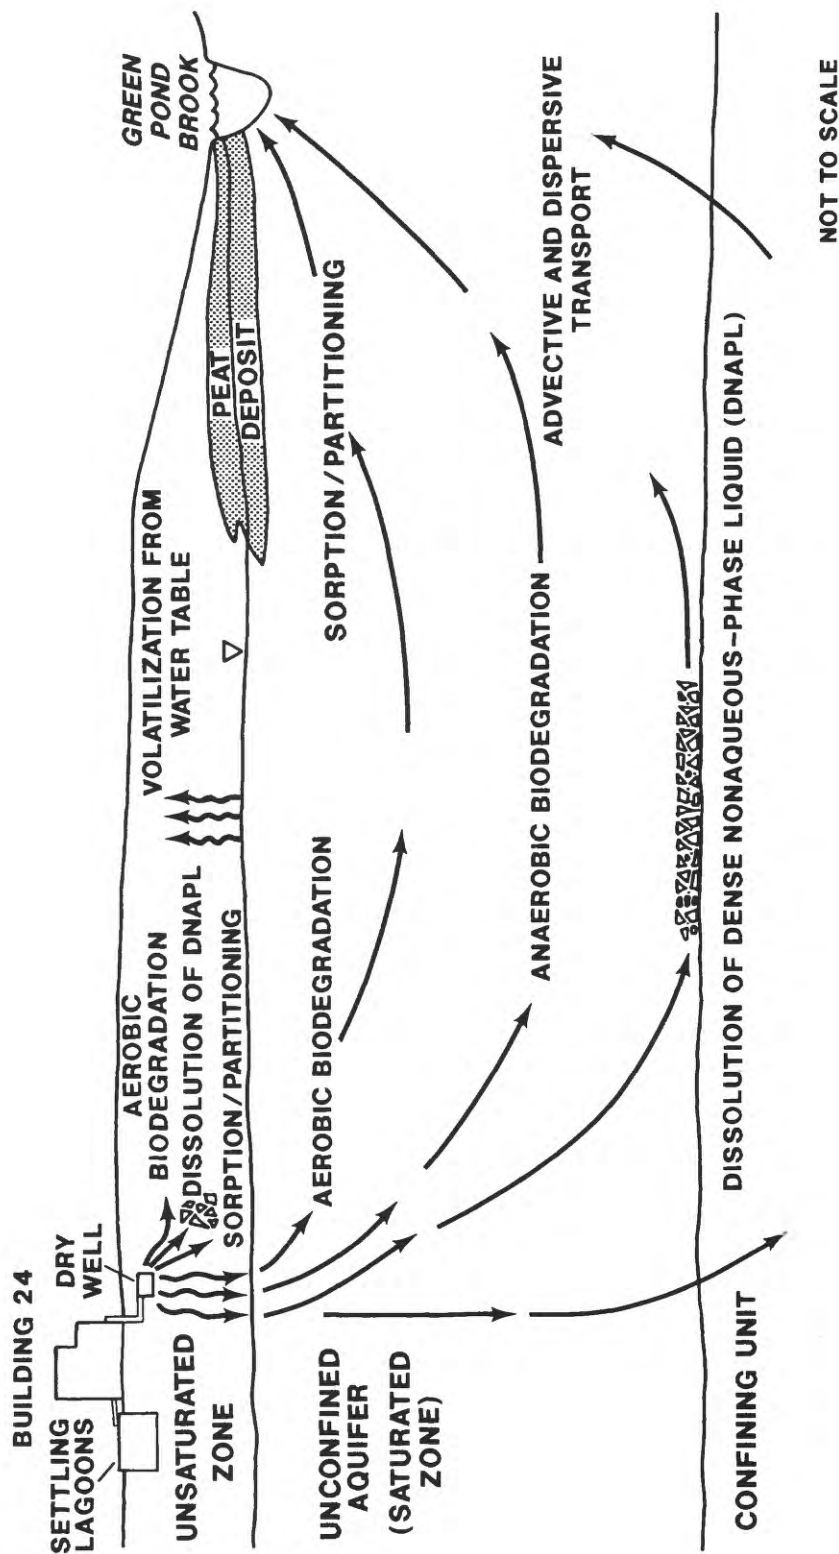 BUILDING 24
SETTLING
LAGOONS
DRY
WELL
AEROBIC
BIODEGRADATION
DISSOLUTION OF DNAPL
SORPTION/PARTITIONING
VOLATILIZATION FROM
WATER TABLE
GREEN
POND
BROOK
PEAT
DEPOSIT
UNSATURATED
ZONE
UNCONFINED
AQUIFER
(SATURATED
ZONE)
AEROBIC BIODEGRADATION
SORPTION/PARTITIONING
ANAEROBIC BIODEGRADATION
ADVECTIVE AND DISPERSIVE
TRANSPORT
CONFINING UNIT
DISSOLUTION OF DENSE NONAQUEOUS-PHASE LIQUID (DNAPL)
NOT TO SCALE